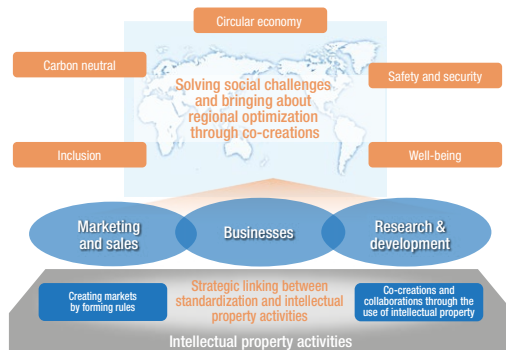 Circular economy
Carbon neutral
Safety and security
Solving social challenges
and bringing about
regional optimization
through co-creations
Inclusion
Well-being
Marketing
and sales
Businesses
Research &
development
Creating markets
by forming rules
Strategic linking between
standardization and intellectual
property activities
Co-creations and
collaborations through the
use of intellectual property
Intellectual property activities